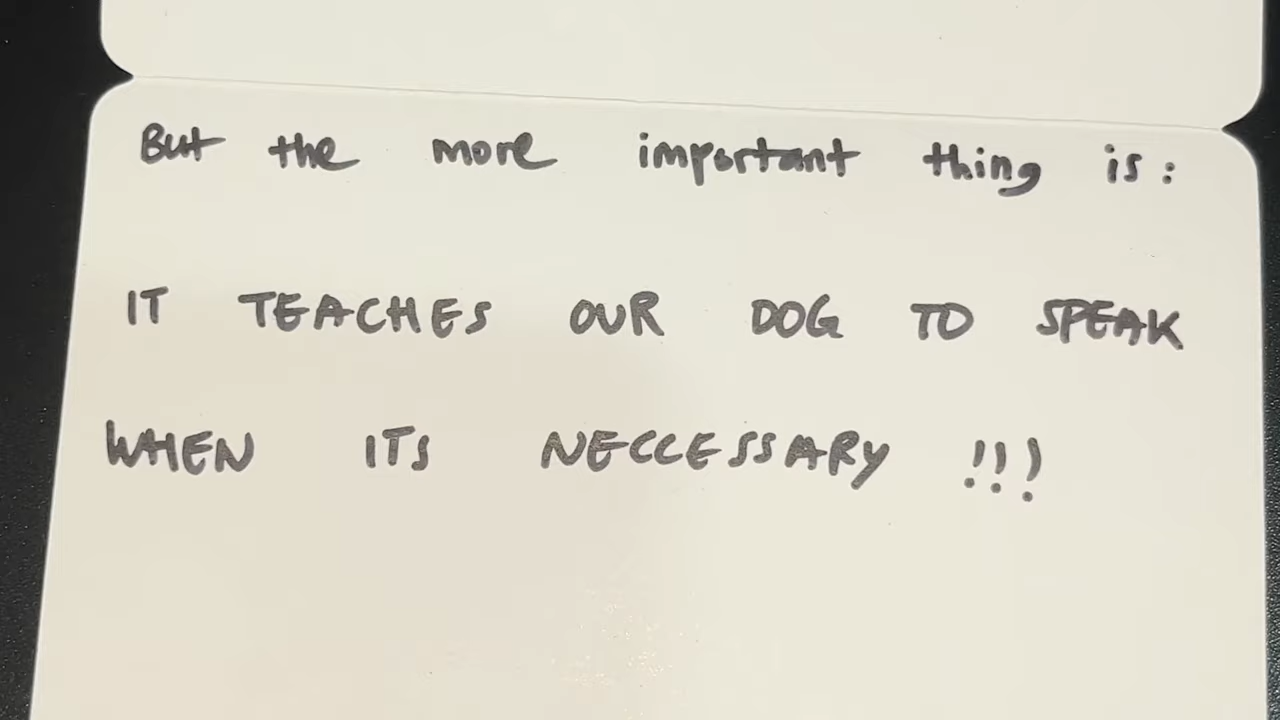 But the more important thing is:
IT TEACHES OUR DOG TO SPEAK
WHEN ITS NECCESSARY !!!